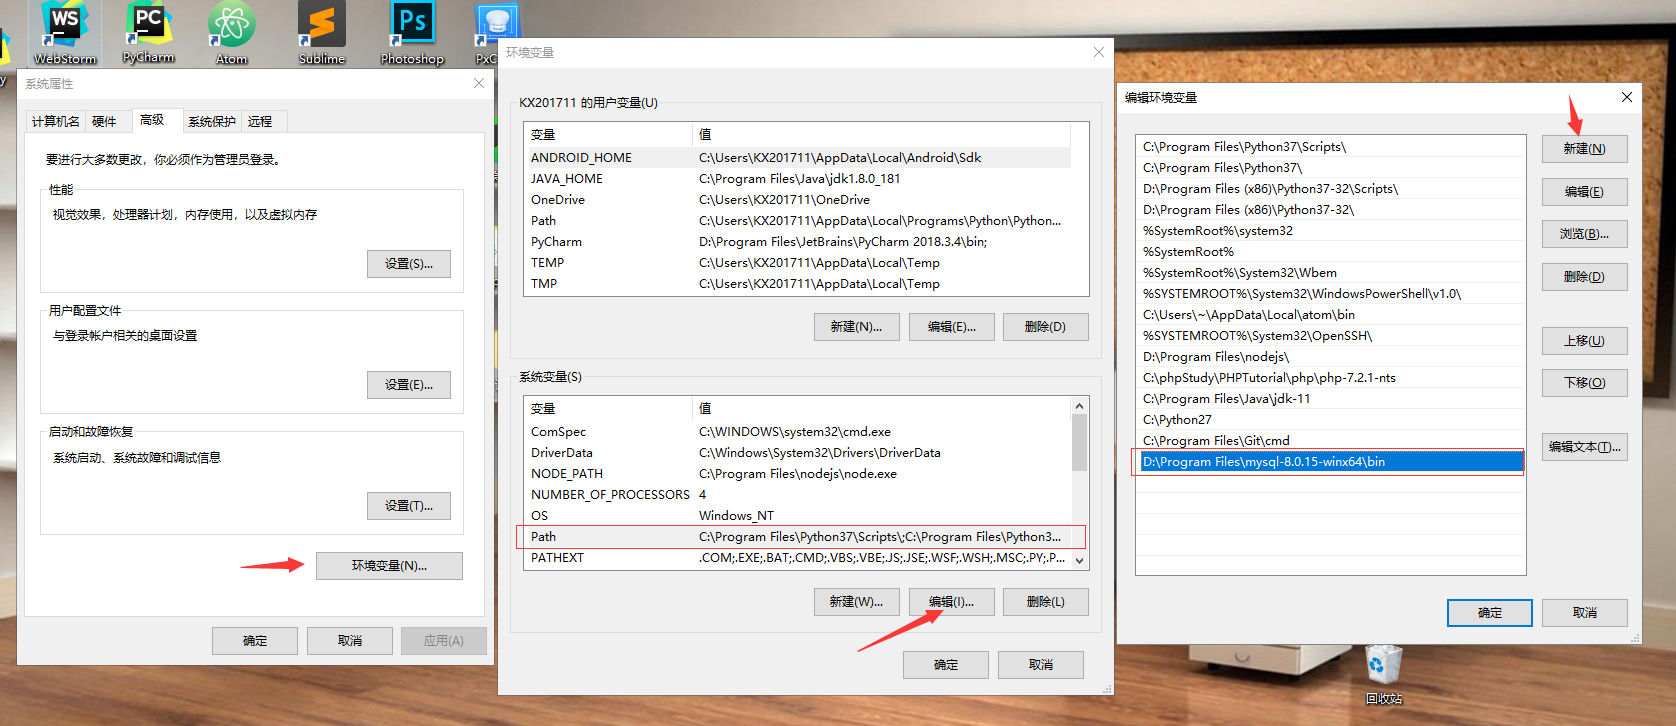 WS
WebStorm
PC
PyCharm
Atom
Sublime
Ps
Photoshop
PxC
y
系统属性
计算机名
硬件
高级
系统保护
远程
要进行大多数更改，你必须作为管理员登录。
性能
视觉效果，处理器计划，内存使用，以及虚拟内存
设置(S)...
用户配置文件
与登录帐户相关的桌面设置
设置(E)...
启动和故障恢复
系统启动、系统故障和调试信息
设置(T)...
环境变量(N)...
确定
取消
应用(A)
环境变量
KX201711 的用户变量(U)
变量 值
ANDROID_HOME C:\Users\KX201711\AppData\Local\Android\Sdk
JAVA_HOME C:\Program Files\Java\jdk1.8.0_181
OneDrive C:\Users\KX201711\OneDrive
Path C:\Users\KX201711\AppData\Local\Programs\Python\Python...
PyCharm D:\Program Files\JetBrains\PyCharm 2018.3.4\bin;
TEMP C:\Users\KX201711\AppData\Local\Temp
TMP C:\Users\KX201711\AppData\Local\Temp
新建(N)...
编辑(E)...
删除(D)
系统变量(S)
变量 值
ComSpec C:\WINDOWS\system32\cmd.exe
DriverData C:\Windows\System32\Drivers\DriverData
NODE_PATH C:\Program Files\nodejs\node.exe
NUMBER_OF_PROCESSORS 4
OS Windows_NT
Path C:\Program Files\Python37\Scripts\;C:\Program Files\Python3...
PATHEXT .COM;.EXE;.BAT;.CMD;.VBS;.VBE;.JS;.JSE;.WSF;.WSH;.MSC;.PY;.P...
新建(W)...
编辑(I)...
删除(L)
确定
取消
编辑环境变量
C:\Program Files\Python37\Scripts\
C:\Program Files\Python37\
D:\Program Files (x86)\Python37-32\Scripts\
D:\Program Files (x86)\Python37-32\
%SystemRoot%\system32
%SystemRoot%
%SystemRoot%\System32\Wbem
%SYSTEMROOT%\System32\WindowsPowerShell\v1.0\
C:\Users\~\AppData\Local\atom\bin
%SYSTEMROOT%\System32\OpenSSH\
D:\Program Files\nodejs\
C:\phpStudy\PHPTutorial\php\php-7.2.1-nts
C:\Program Files\Java\jdk-11
C:\Python27
C:\Program Files\Git\cmd
D:\Program Files\mysql-8.0.15-winx64\bin
新建(N)
编辑(E)
浏览(B)...
删除(D)
上移(U)
下移(O)
编辑文本(T)...
确定
取消
回收站